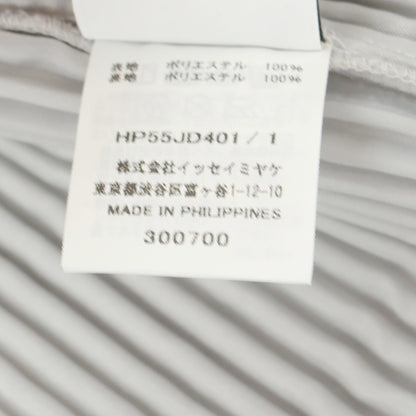 表地 ポリエステル 100%
裏地 ポリエステル 100%
HP55JD401 / 1
株式会社イッセイミヤケ
東京都渋谷区富ヶ谷1-12-10
MADE IN PHILIPPINES
300700